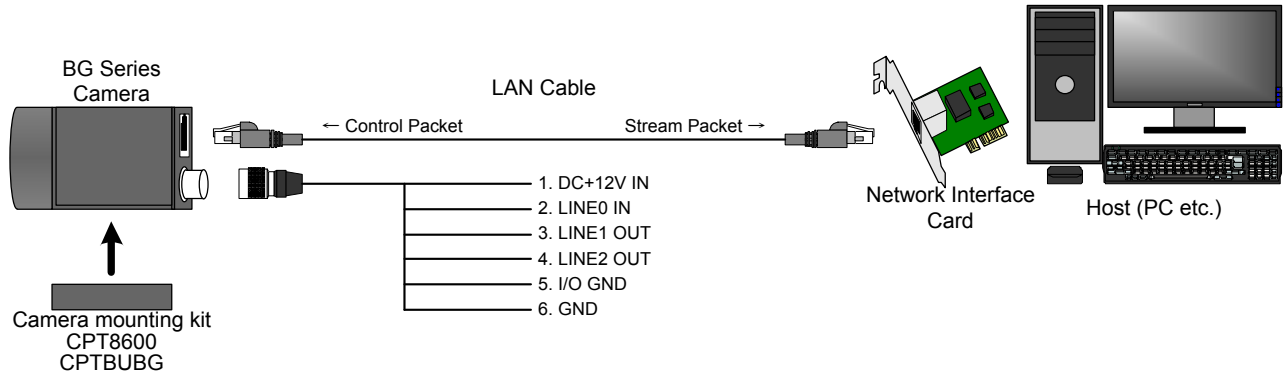 BG Series
Camera
LAN Cable
← Control Packet
Stream Packet →
1. DC+12V IN
2. LINE0 IN
3. LINE1 OUT
4. LINE2 OUT
5. I/O GND
6. GND
Network Interface
Card
Host (PC etc.)
Camera mounting kit
CPT8600
CPTBUBG